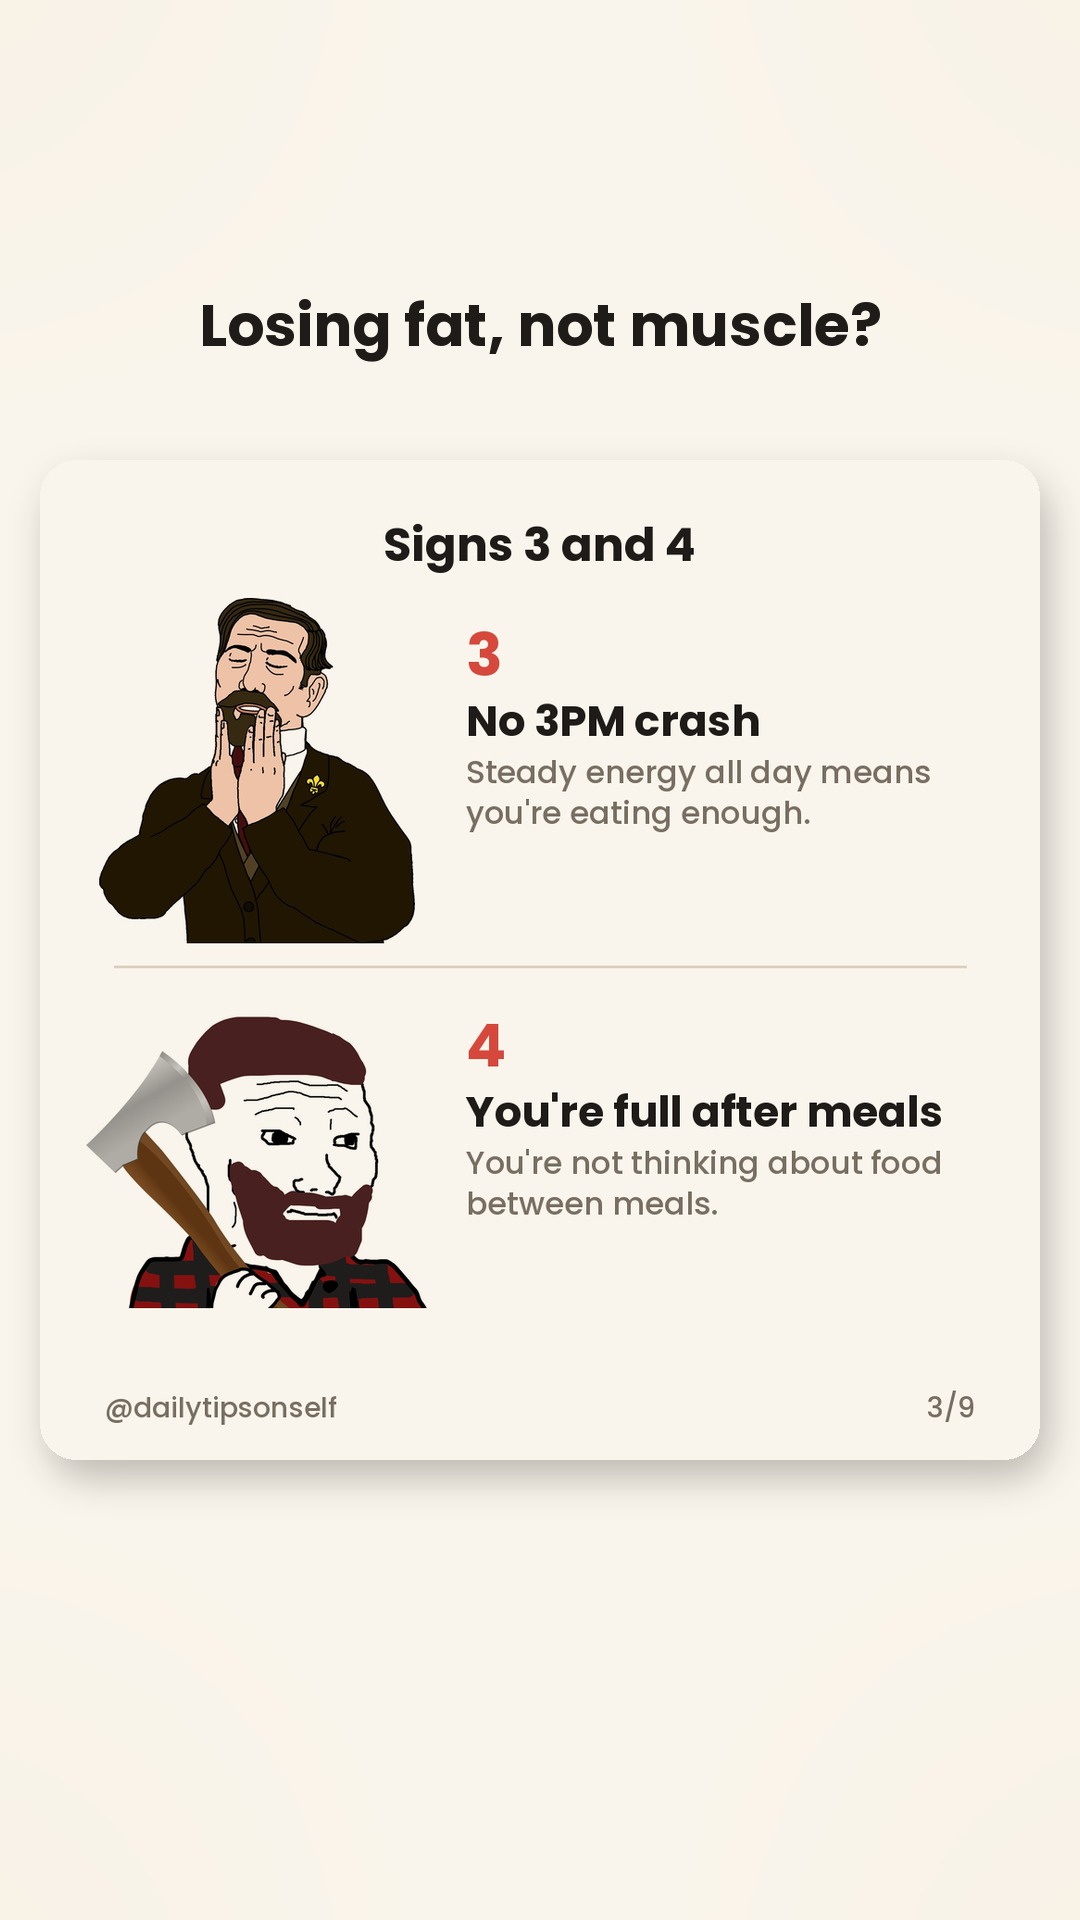 Losing fat, not muscle?
Signs 3 and 4
3
No 3PM crash
Steady energy all day means
you're eating enough.
4
You're full after meals
You're not thinking about food
between meals.
@dailytipsonself
3/9